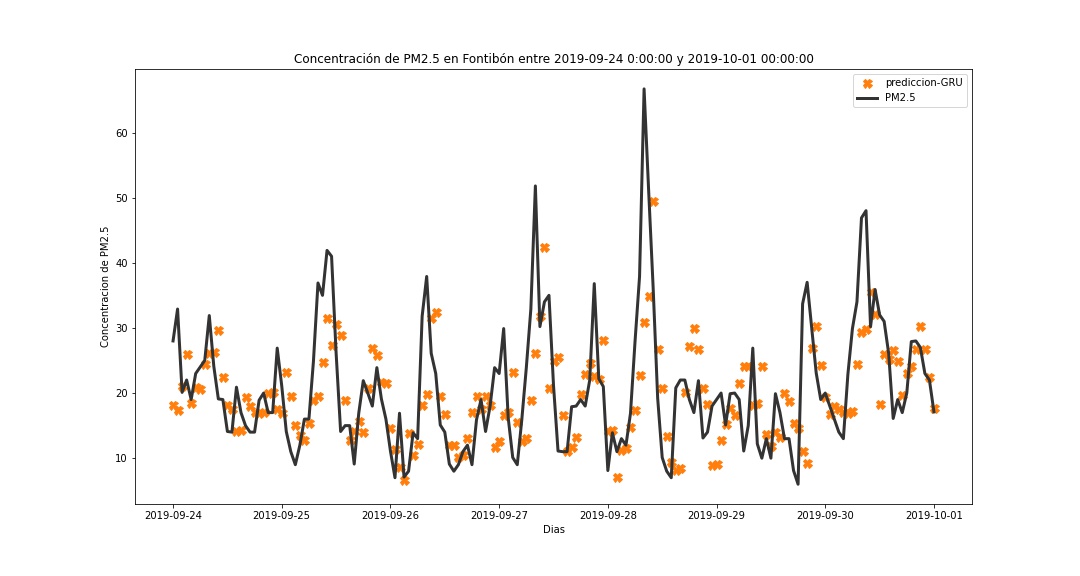 Concentración de PM2.5 en Fontibón entre 2019-09-24 0:00:00 y 2019-10-01 00:00:00
prediccion-GRU
PM2.5
Concentracion de PM2.5
60
50
40
30
20
10
2019-09-24 2019-09-25 2019-09-26 2019-09-27 2019-09-28 2019-09-29 2019-09-30 2019-10-01
Dias